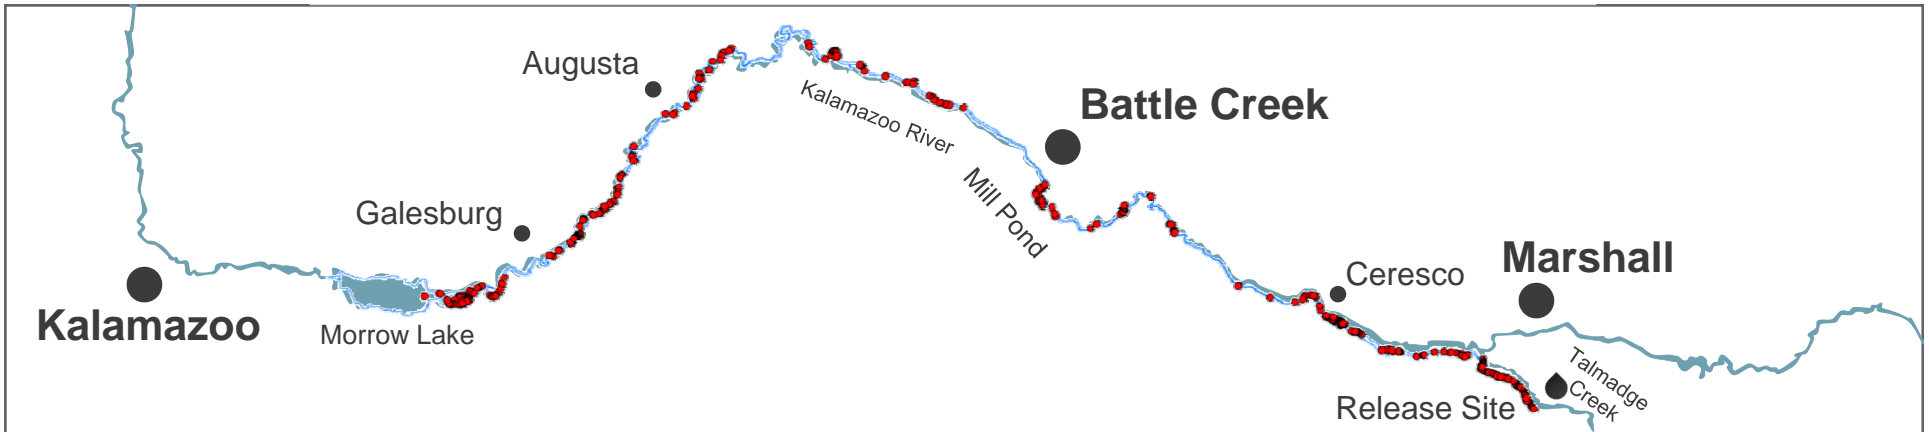 Augusta
Kalamazoo River
Battle Creek
Mill Pond
Galesburg
Kalamazoo
Morrow Lake
Ceresco
Marshall
Talmadge
Creek
Release Site